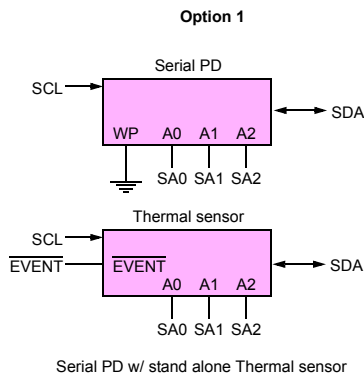 Option 1
Serial PD
SCL
SDA
WP A0 A1 A2
SA0 SA1 SA2
Thermal sensor
SCL
EVENT EVENT
SDA
A0 A1 A2
SA0 SA1 SA2
Serial PD w/ stand alone Thermal sensor